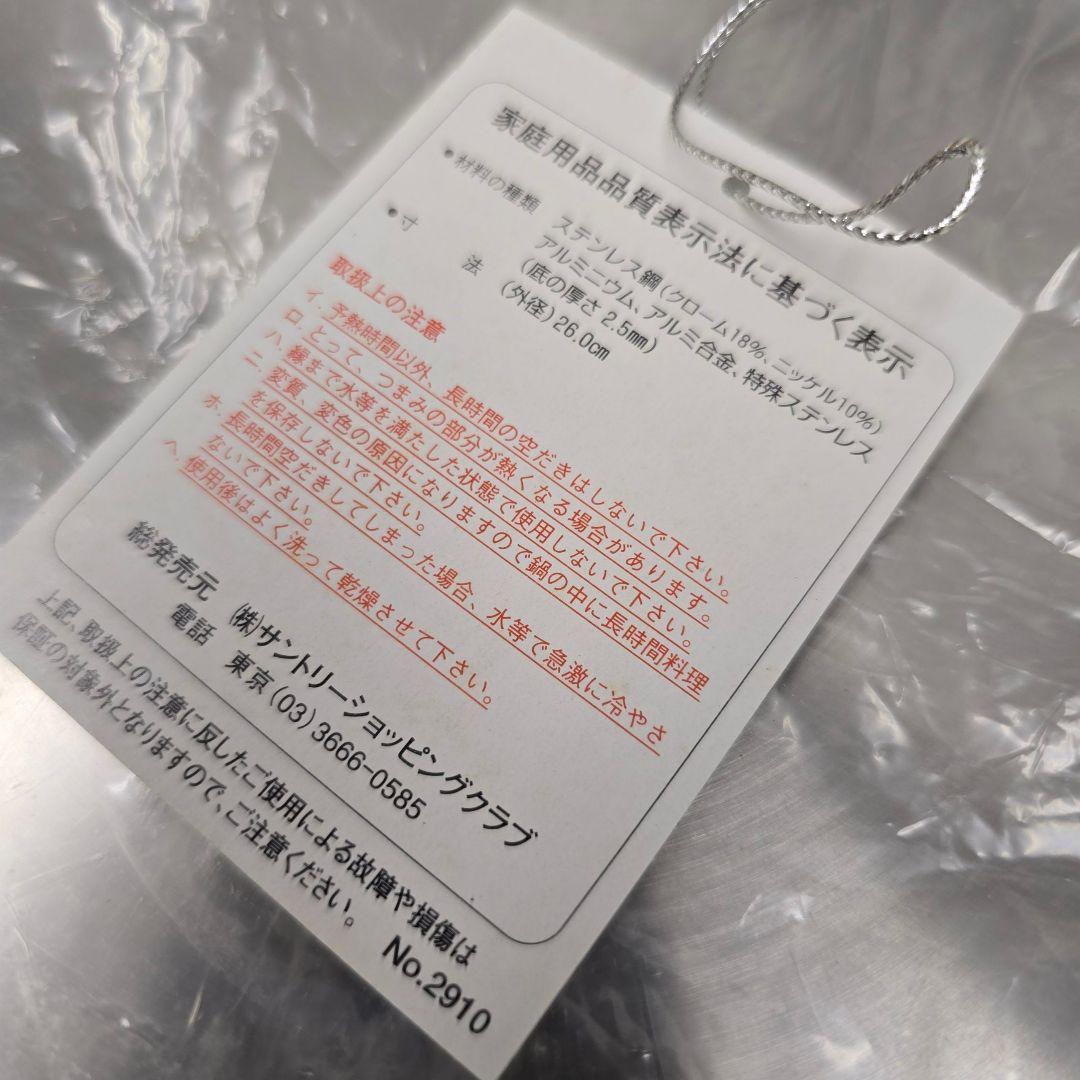 家庭用品品質表示法に基づく表示
●材料の種類 ステンレス鋼(クローム18%、ニッケル10%)
アルミニウム、アルミ合金、特殊ステンレス
(底の厚さ2.5mm)
●寸 法 (外径)26.0cm
取扱上の注意
イ. 予熱時間以外、長時間の空だきはしないで下さい。
ロ. とって、つまみの部分が熱くなる場合があります。
ハ. 縁まで水等を満たした状態で使用しないで下さい。
ニ. 変質、変色の原因になりますので鍋の中に長時間料理
を保存しないで下さい。
ホ. 長時間空だきしてしまった場合、水等で急激に冷やさ
ないで下さい。
ヘ. 使用後はよく洗って乾燥させて下さい。
総発売元 (株)サントリーショッピングクラブ
電話 東京(03)3666-0585
上記、取扱上の注意に反したご使用による故障や損傷は
保証の対象外となりますので、ご注意ください。
No.2910